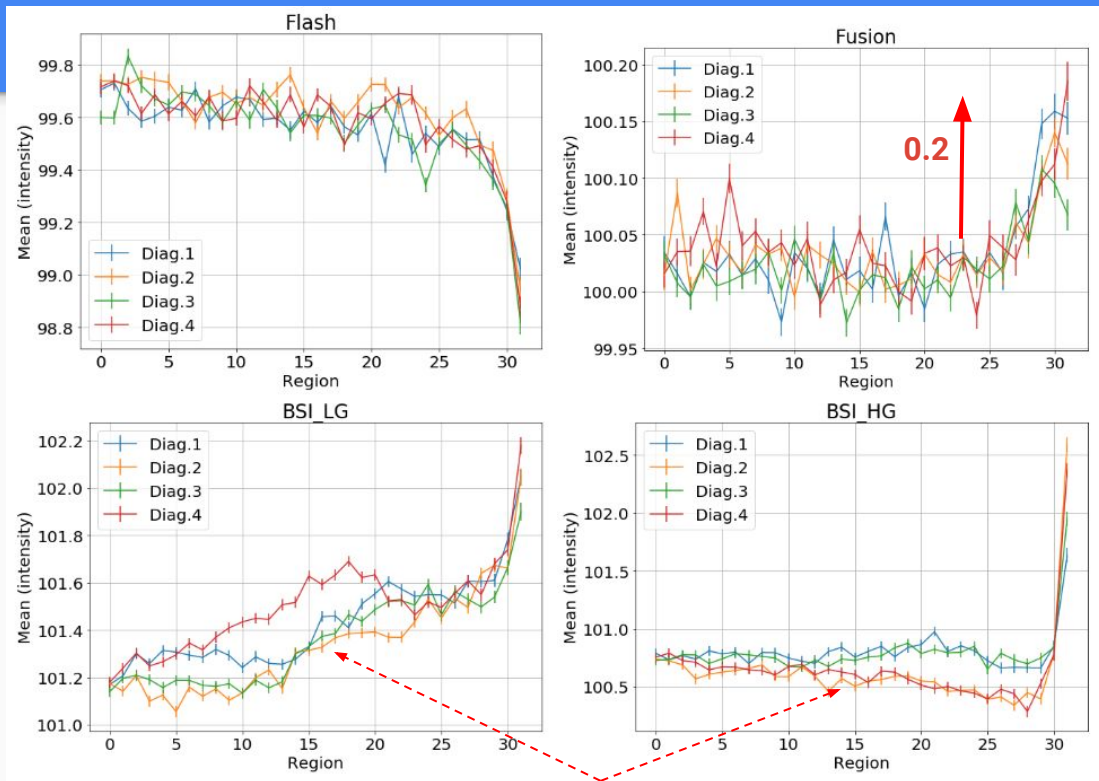 Flash
99.8
99.6
99.4
99.2
99.0
98.8
Mean (intensity)
Diag.1
Diag.2
Diag.3
Diag.4
0 5 10 15 20 25 30
Region
Fusion
100.20
100.15
100.10
100.05
100.00
99.95
Mean (intensity)
Diag.1
Diag.2
Diag.3
Diag.4
0.2
0 5 10 15 20 25 30
Region
BSI_LG
102.2
102.0
101.8
101.6
101.4
101.2
101.0
Mean (intensity)
Diag.1
Diag.2
Diag.3
Diag.4
0 5 10 15 20 25 30
Region
BSI_HG
102.5
102.0
101.5
101.0
100.5
Mean (intensity)
Diag.1
Diag.2
Diag.3
Diag.4
0 5 10 15 20 25 30
Region